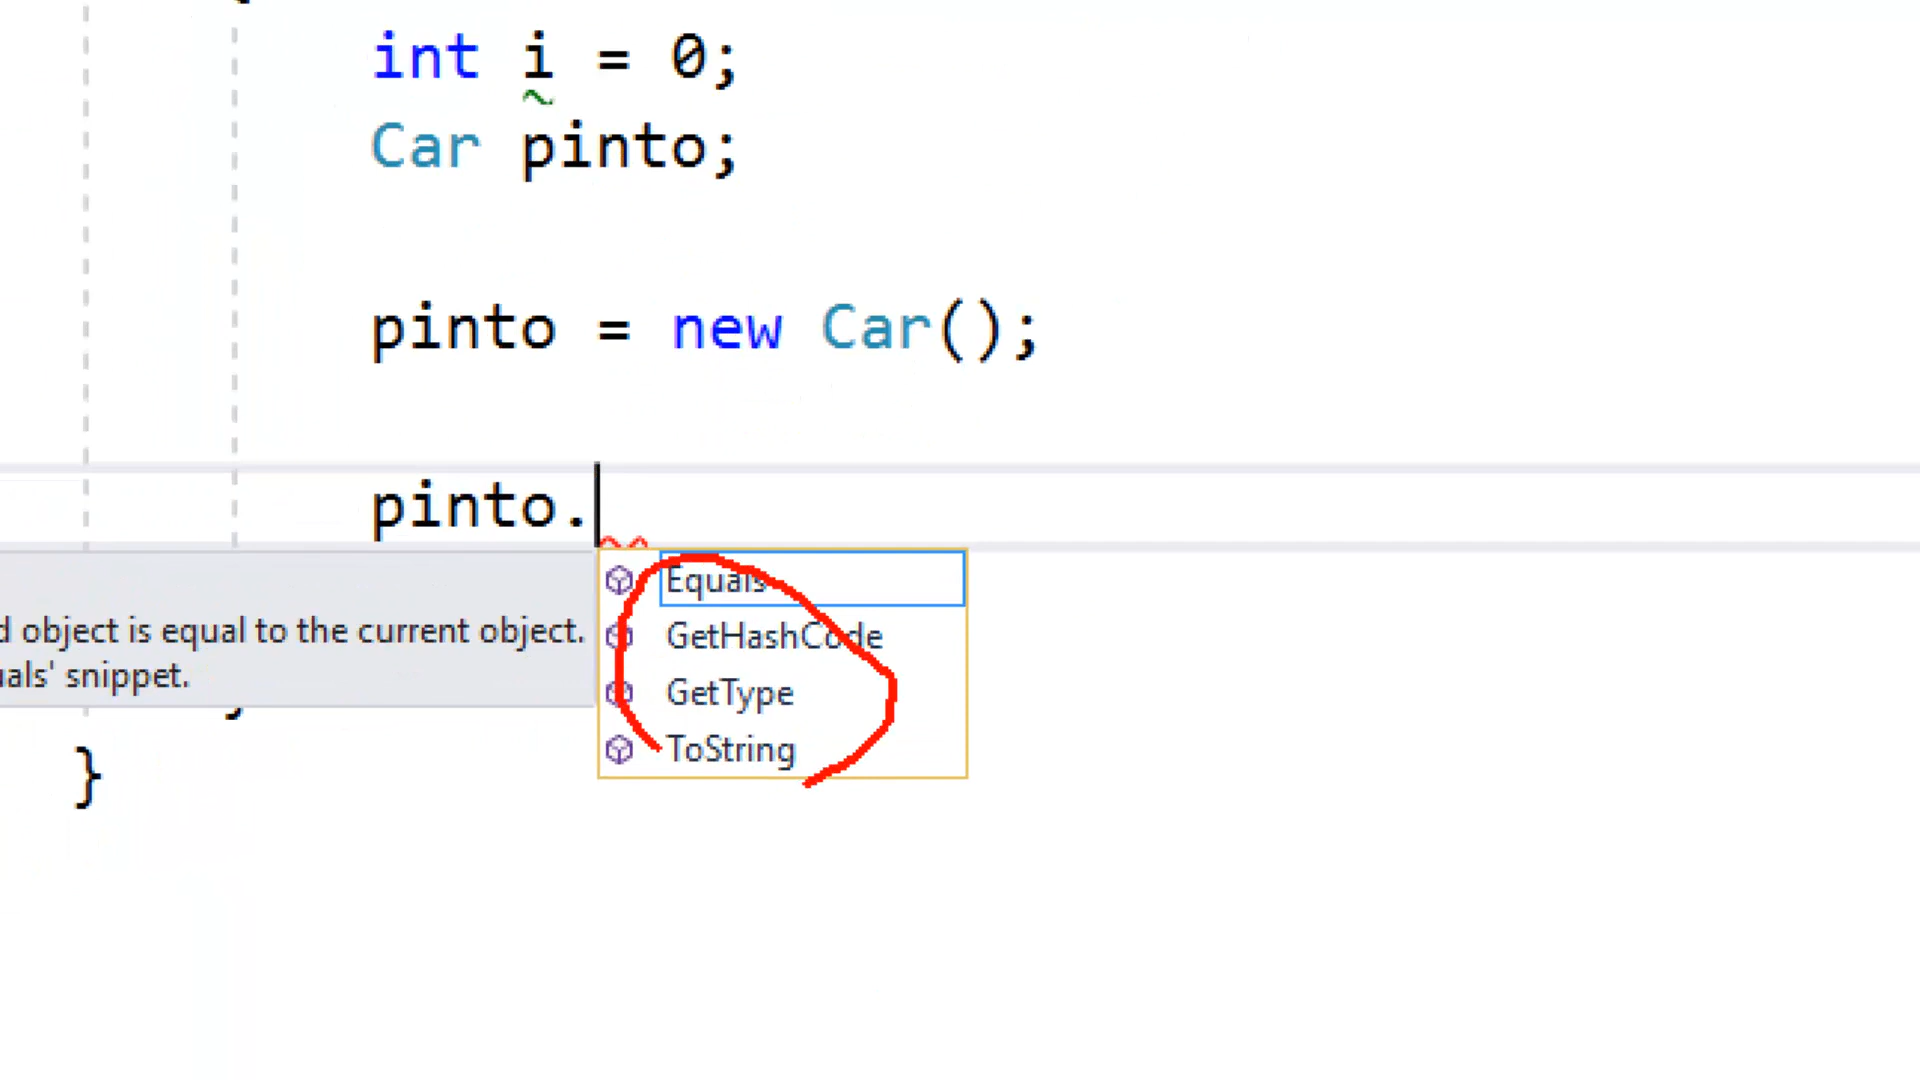 int i = 0;
Car pinto;
pinto = new Car();
pinto.
Equals
d object is equal to the current object.
GetHashCode
uals' snippet.
GetType
ToString
}